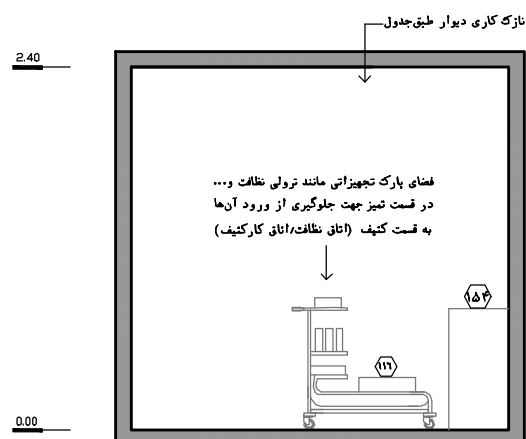 نازک کاری دیوار طبق جدول
2.40
فضای پارک تجهیزاتی مانند ترولی نظافت و...
در قسمت تمیز جهت جلوگیری از ورود آن‌ها
به قسمت کثیف (اتاق نظافت/اتاق کارکثیف)
۱۵۴
۱۱۶
0.00